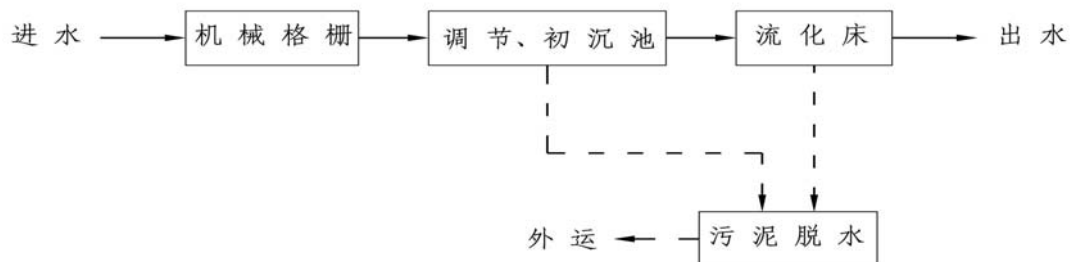 进水
机械格栅
调节、初沉池
流化床
出水
外运
污泥脱水